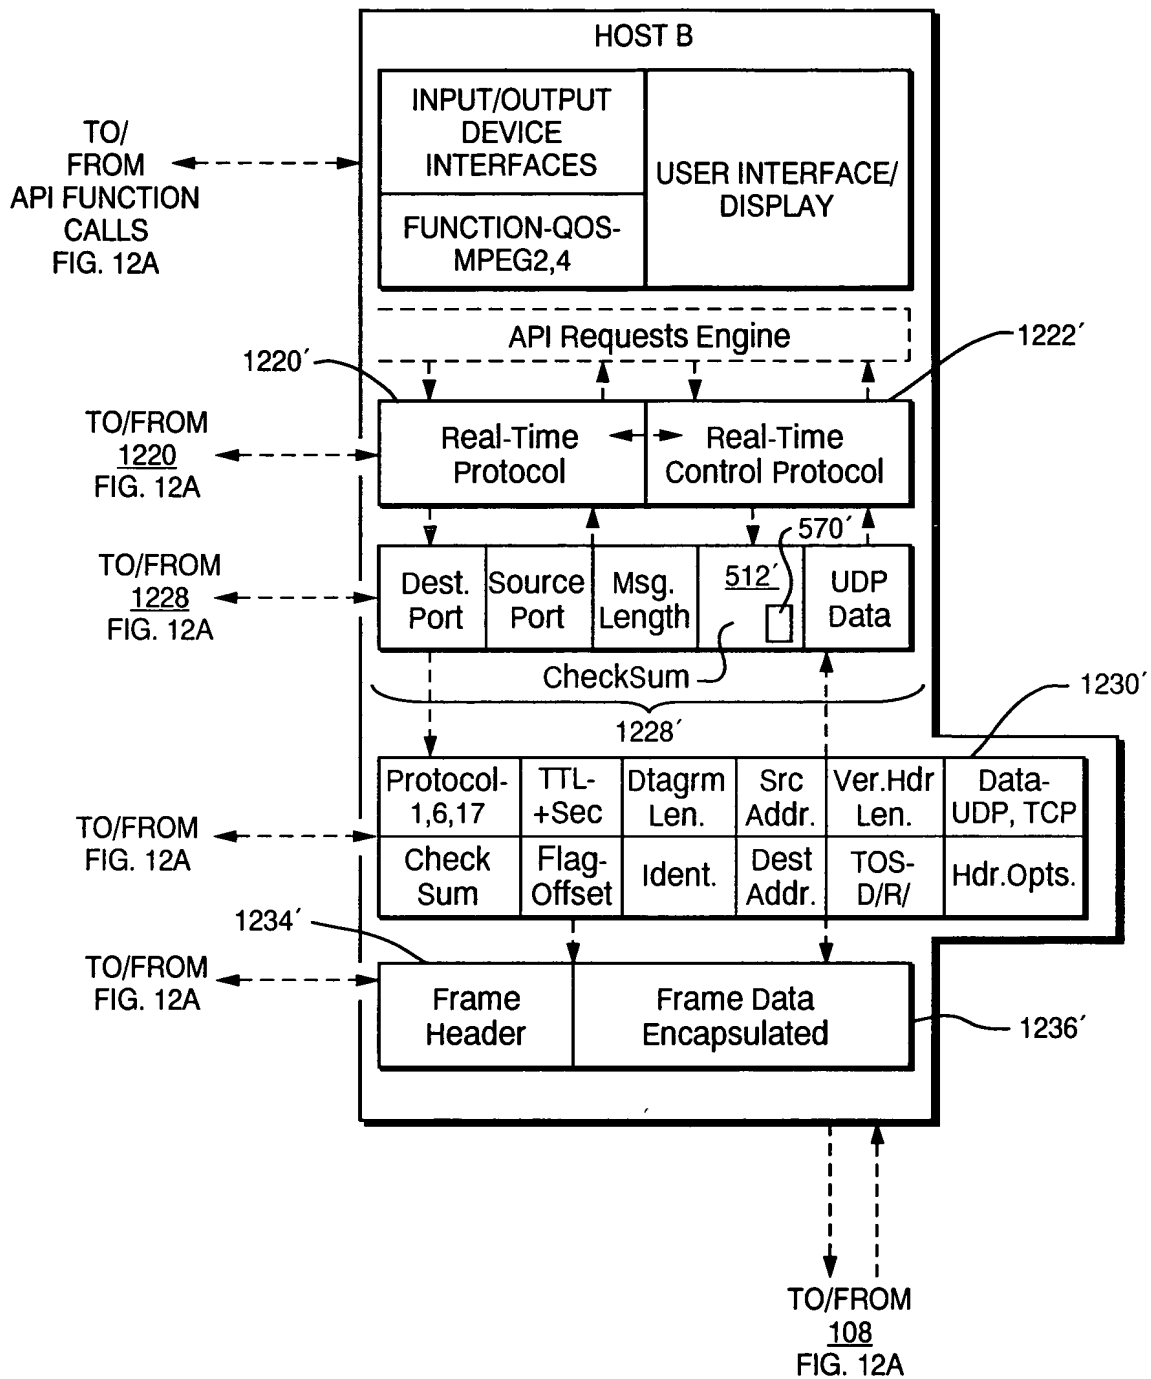 HOST B
INPUT/OUTPUT
DEVICE
INTERFACES
USER INTERFACE/
DISPLAY
FUNCTION-QOS-
MPEG2,4
TO/
FROM
API FUNCTION
CALLS
FIG. 12A
API Requests Engine
1220′
1222′
TO/FROM
1220
FIG. 12A
Real-Time
Protocol
Real-Time
Control Protocol
570′
TO/FROM
1228
FIG. 12A
Dest.
Port
Source
Port
Msg.
Length
512′
UDP
Data
CheckSum
1228′
1230′
TO/FROM
FIG. 12A
Protocol-
1,6,17
TTL-
+Sec
Dtagrm
Len.
Src
Addr.
Ver.Hdr
Len.
Data-
UDP, TCP
Check
Sum
Flag-
Offset
Ident.
Dest
Addr.
TOS-
D/R/
Hdr.Opts.
1234′
TO/FROM
FIG. 12A
Frame
Header
Frame Data
Encapsulated
1236′
TO/FROM
108
FIG. 12A